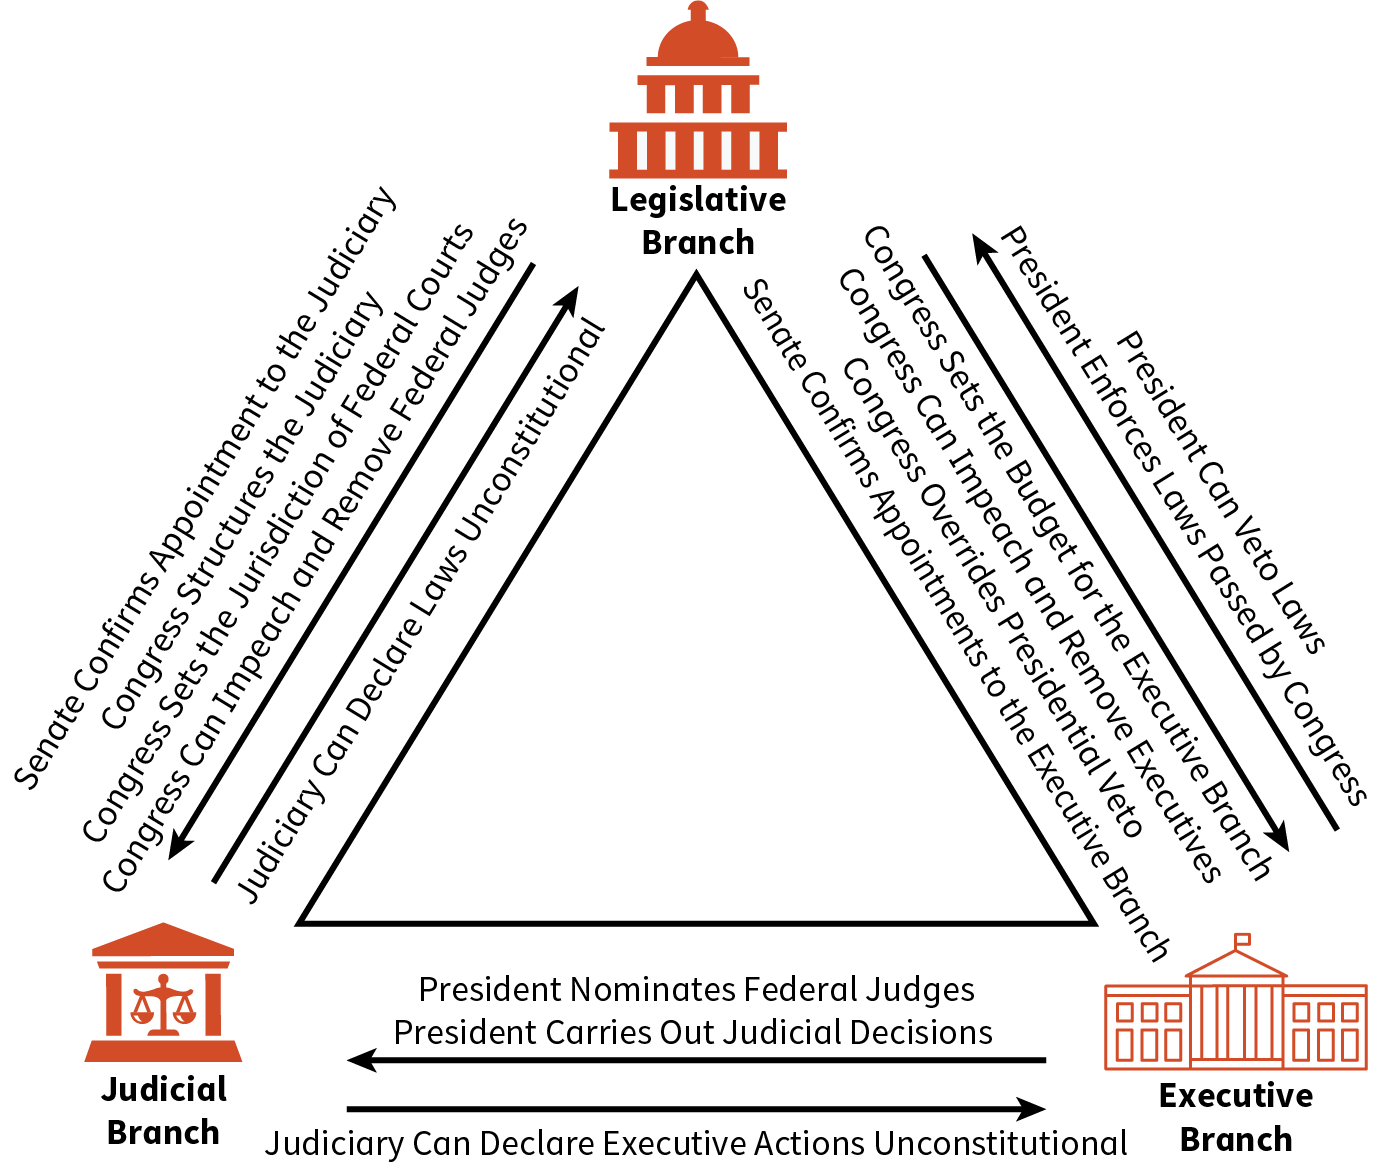 Legislative
Branch
Senate Confirms Appointment to the Judiciary
Congress Structures the Judiciary
Congress Sets the Jurisdiction of Federal Courts
Congress Can Impeach and Remove Federal Judges
Judiciary Can Declare Laws Unconstitutional
Senate Confirms Appointments to the Executive Branch
Congress Overrides Presidential Veto
Congress Can Impeach and Remove Executives
Congress Sets the Budget for the Executive Branch
President Enforces Laws Passed by Congress
President Can Veto Laws
President Nominates Federal Judges
President Carries Out Judicial Decisions
Judicial
Branch
Executive
Branch
Judiciary Can Declare Executive Actions Unconstitutional